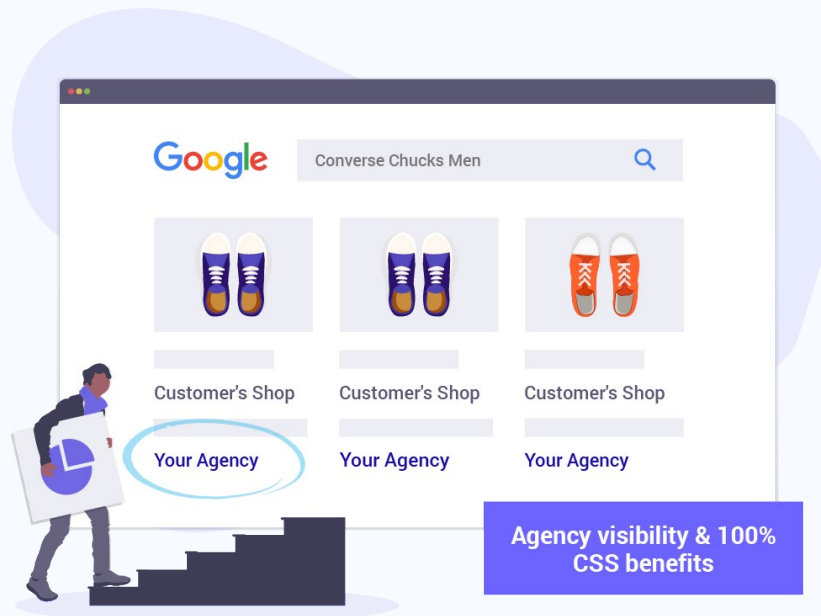 Google
Converse Chucks Men
Customer's Shop Customer's Shop Customer's Shop
Your Agency Your Agency Your Agency
Agency visibility & 100%
CSS benefits